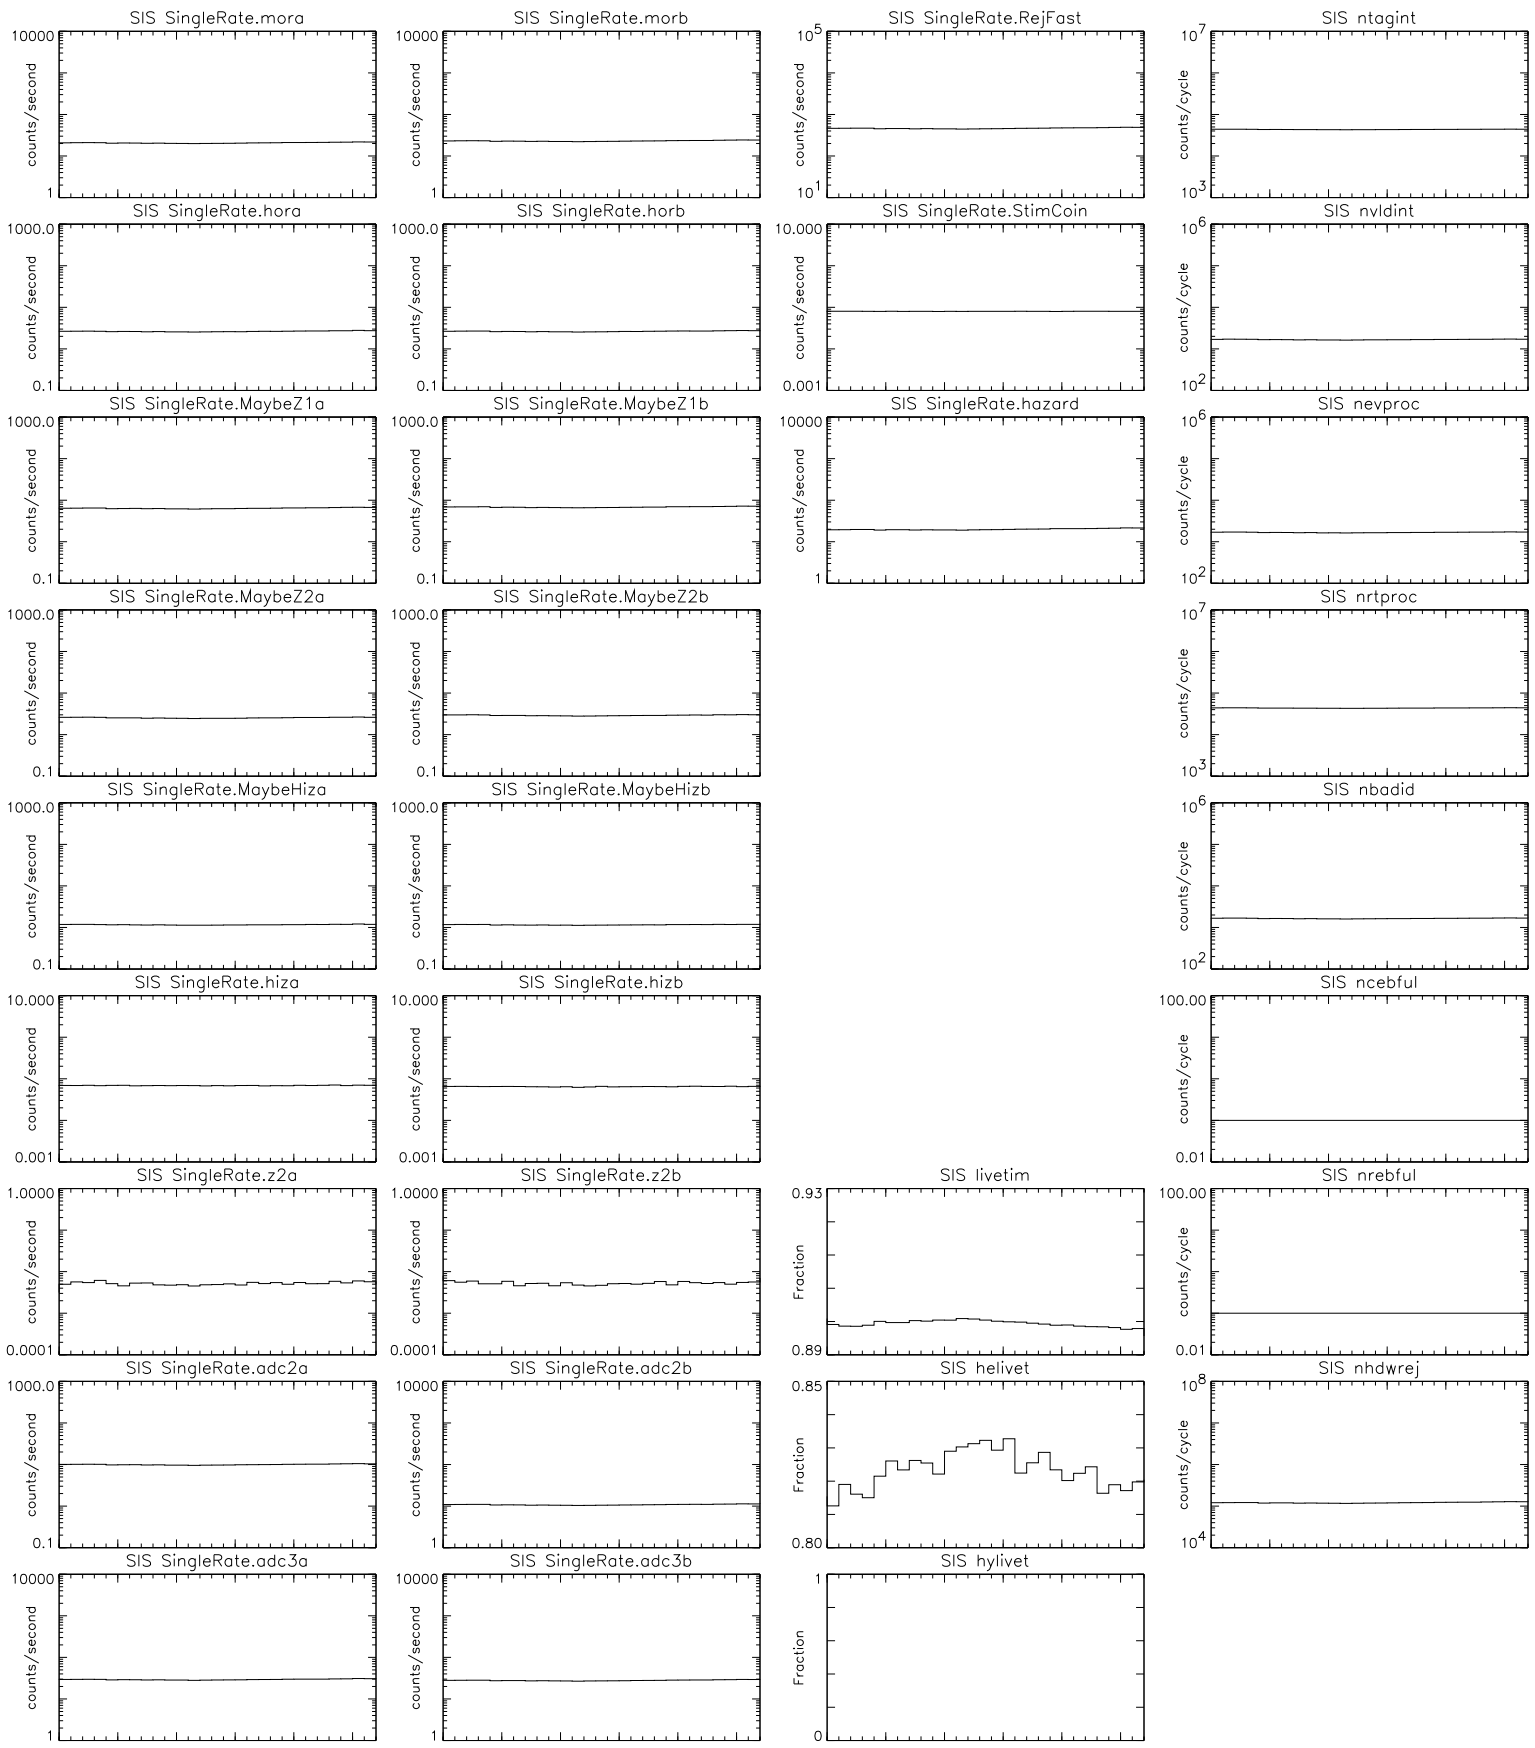 SIS SingleRate.mora
10000
counts/second
1
SIS SingleRate.morb
10000
counts/second
1
SIS SingleRate.RejFast
10^5
counts/second
10^1
SIS ntagint
10^7
counts/cycle
10^3
SIS SingleRate.hora
1000.0
counts/second
0.1
SIS SingleRate.horb
1000.0
counts/second
0.1
SIS SingleRate.StimCoin
10.000
counts/second
0.001
SIS nvldint
10^6
counts/cycle
10^2
SIS SingleRate.MaybeZ1a
1000.0
counts/second
0.1
SIS SingleRate.MaybeZ1b
1000.0
counts/second
0.1
SIS SingleRate.hazard
10000
counts/second
1
SIS nevproc
10^6
counts/cycle
10^2
SIS SingleRate.MaybeZ2a
1000.0
counts/second
0.1
SIS SingleRate.MaybeZ2b
1000.0
counts/second
0.1
SIS nrtproc
10^7
counts/cycle
10^3
SIS SingleRate.MaybeHiza
1000.0
counts/second
0.1
SIS SingleRate.MaybeHizb
1000.0
counts/second
0.1
SIS nbadid
10^6
counts/cycle
10^2
SIS SingleRate.hiza
10.000
counts/second
0.001
SIS SingleRate.hizb
10.000
counts/second
0.001
SIS ncebful
100.00
counts/cycle
0.01
SIS SingleRate.z2a
1.0000
counts/second
0.0001
SIS SingleRate.z2b
1.0000
counts/second
0.0001
SIS livetim
0.93
Fraction
0.89
SIS nrebful
100.00
counts/cycle
0.01
SIS SingleRate.adc2a
1000.0
counts/second
0.1
SIS SingleRate.adc2b
10000
counts/second
1
SIS helivet
0.85
Fraction
0.80
SIS nhdwrej
10^8
counts/cycle
10^4
SIS SingleRate.adc3a
10000
counts/second
1
SIS SingleRate.adc3b
10000
counts/second
1
SIS hylivet
1
Fraction
0